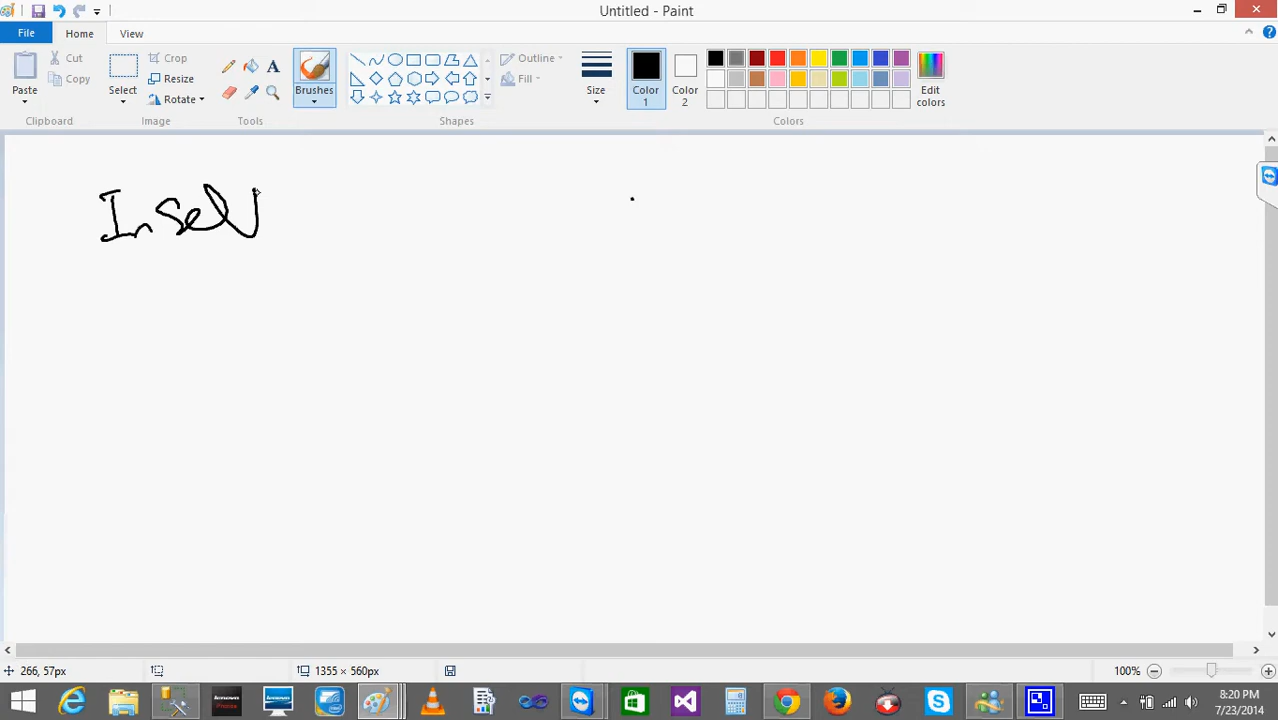 Untitled - Paint
File Home View
Paste
Cut
Copy
Select
Crop
Resize
Rotate
Brushes
Outline
Fill
Size
Color 1
Color 2
Edit colors
Clipboard Image Tools Shapes Colors
266, 57px 1355 × 560px 100%
8:20 PM
7/23/2014